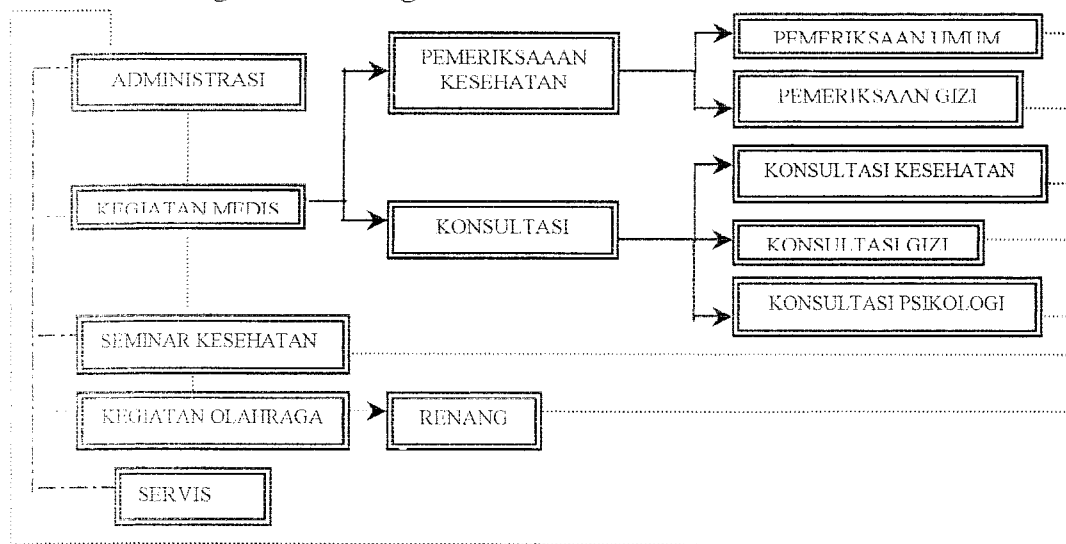 ADMINISTRASI
PEMERIKSAAAN
KESEHATAN
PEMERIKSAAN UMUM
PEMERIKSAAN GIZI
KEGIATAN MEDIS
KONSULTASI
KONSULTASI KESEHATAN
KONSULTASI GIZI
KONSULTASI PSIKOLOGI
SEMINAR KESEHATAN
KEGIATAN OLAHRAGA
RENANG
SERVIS